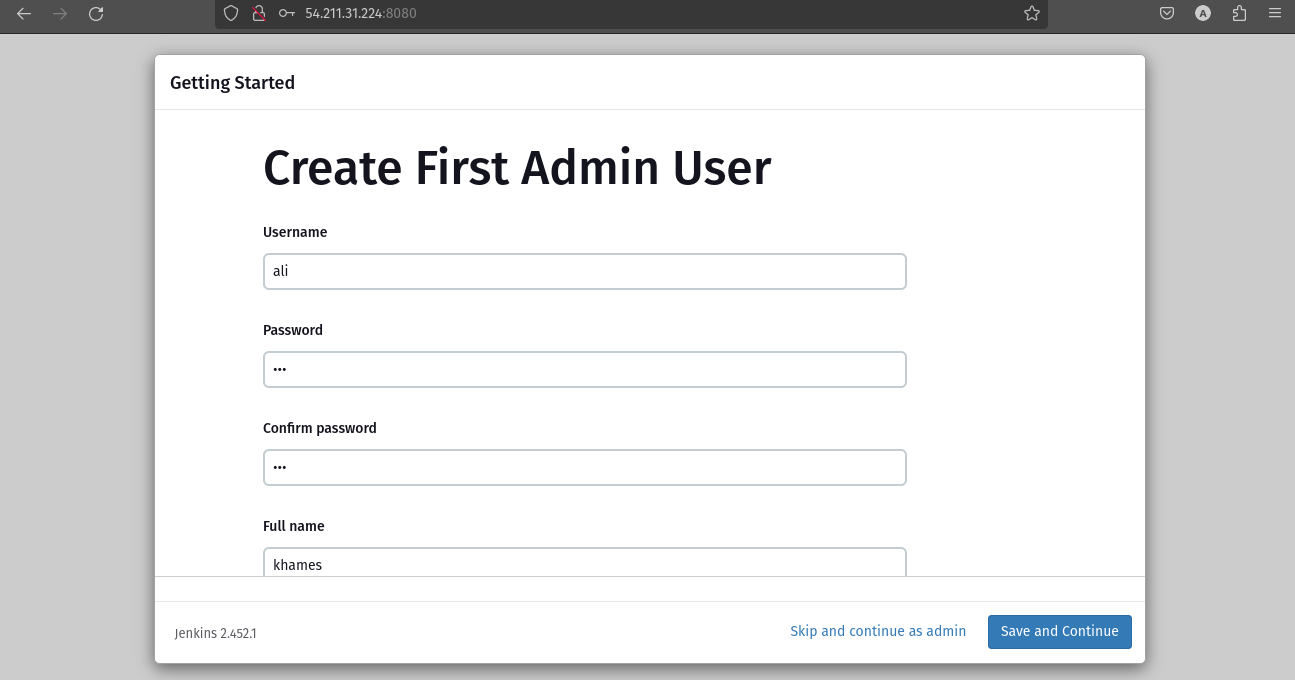 54.211.31.224:8080
A
Getting Started
Create First Admin User
Username
ali
Password
•••
Confirm password
•••
Full name
khames
Jenkins 2.452.1
Skip and continue as admin
Save and Continue